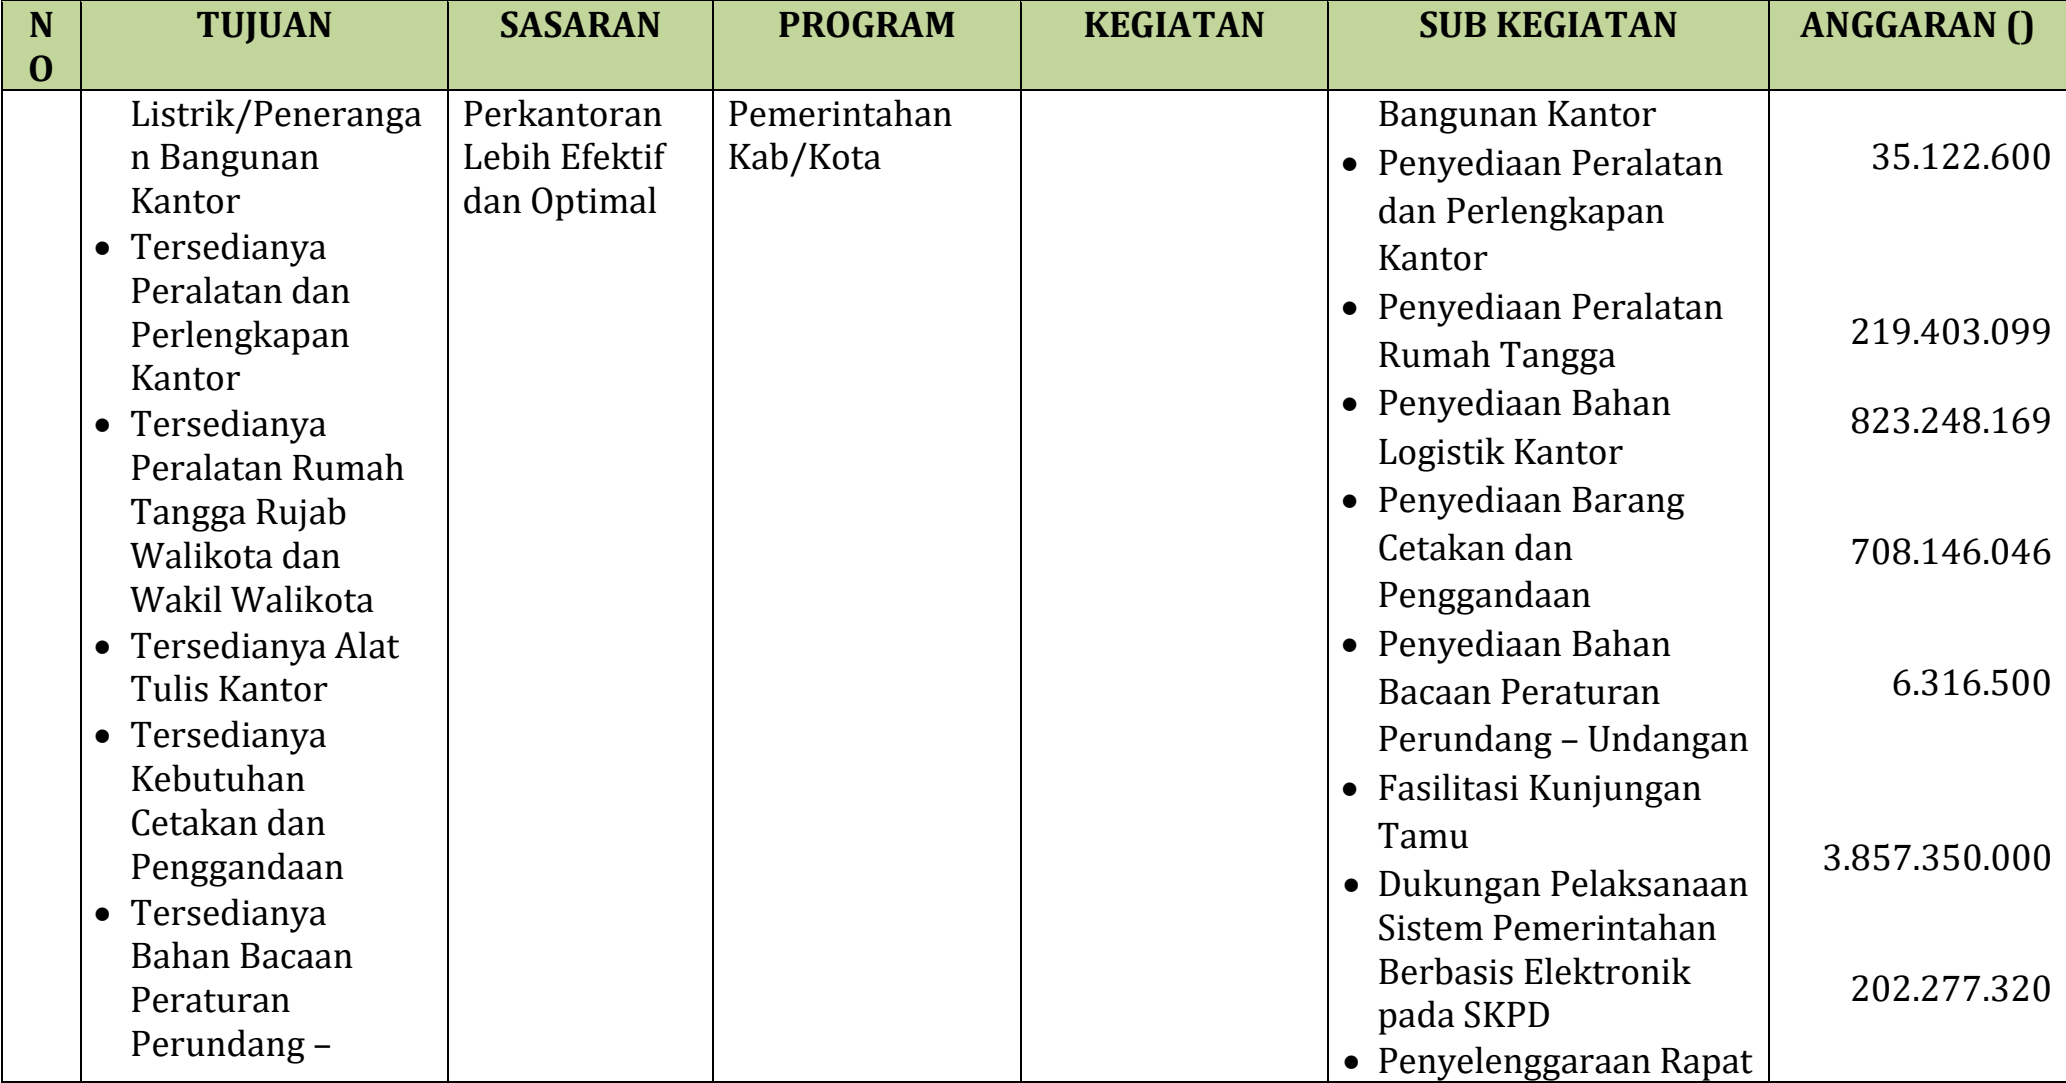 N
O
TUJUAN
SASARAN
PROGRAM
KEGIATAN
SUB KEGIATAN
ANGGARAN ()
Listrik/Peneranga
n Bangunan
Kantor
• Tersedianya
Peralatan dan
Perlengkapan
Kantor
• Tersedianya
Peralatan Rumah
Tangga Rujab
Walikota dan
Wakil Walikota
• Tersedianya Alat
Tulis Kantor
• Tersedianya
Kebutuhan
Cetakan dan
Penggandaan
• Tersedianya
Bahan Bacaan
Peraturan
Perundang –
Perkantoran
Lebih Efektif
dan Optimal
Pemerintahan
Kab/Kota
Bangunan Kantor
• Penyediaan Peralatan
dan Perlengkapan
Kantor
• Penyediaan Peralatan
Rumah Tangga
• Penyediaan Bahan
Logistik Kantor
• Penyediaan Barang
Cetakan dan
Penggandaan
• Penyediaan Bahan
Bacaan Peraturan
Perundang – Undangan
• Fasilitasi Kunjungan
Tamu
• Dukungan Pelaksanaan
Sistem Pemerintahan
Berbasis Elektronik
pada SKPD
• Penyelenggaraan Rapat
35.122.600
219.403.099
823.248.169
708.146.046
6.316.500
3.857.350.000
202.277.320